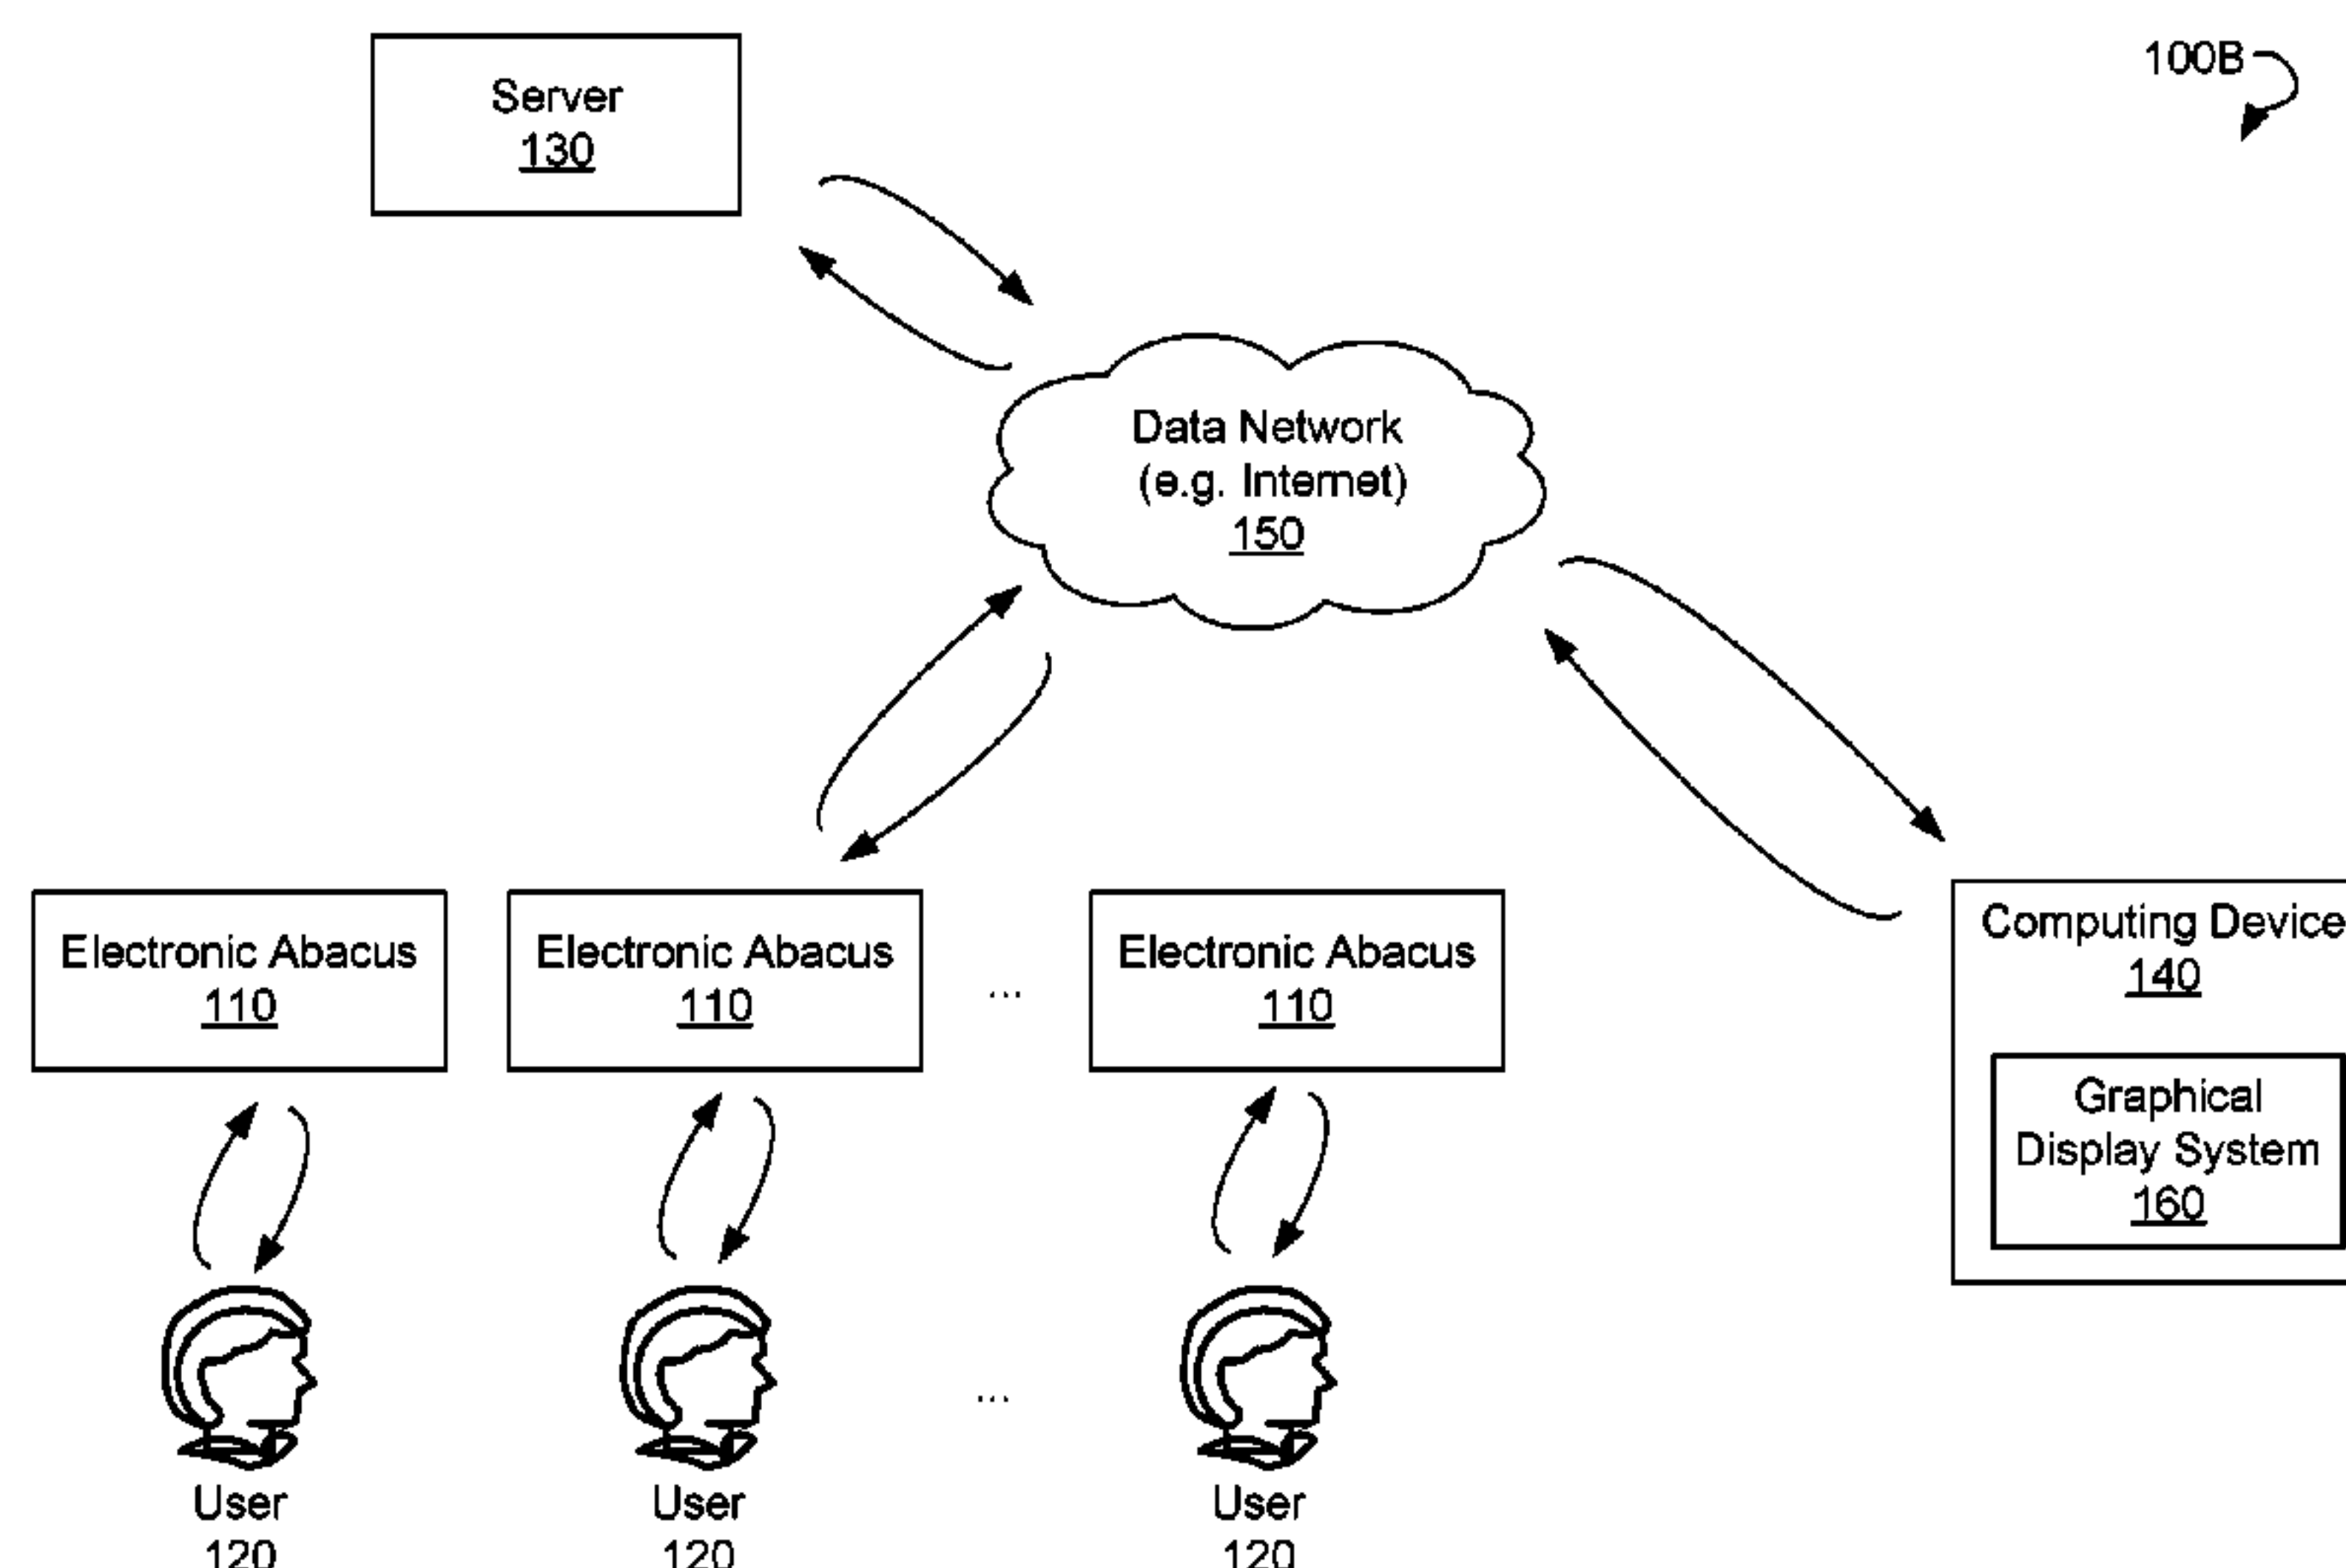 Server
130
100B
Data Network
(e.g. Internet)
150
Electronic Abacus
110
Electronic Abacus
110
...
Electronic Abacus
110
Computing Device
140
Graphical
Display System
160
...
User
120
User
120
User
120